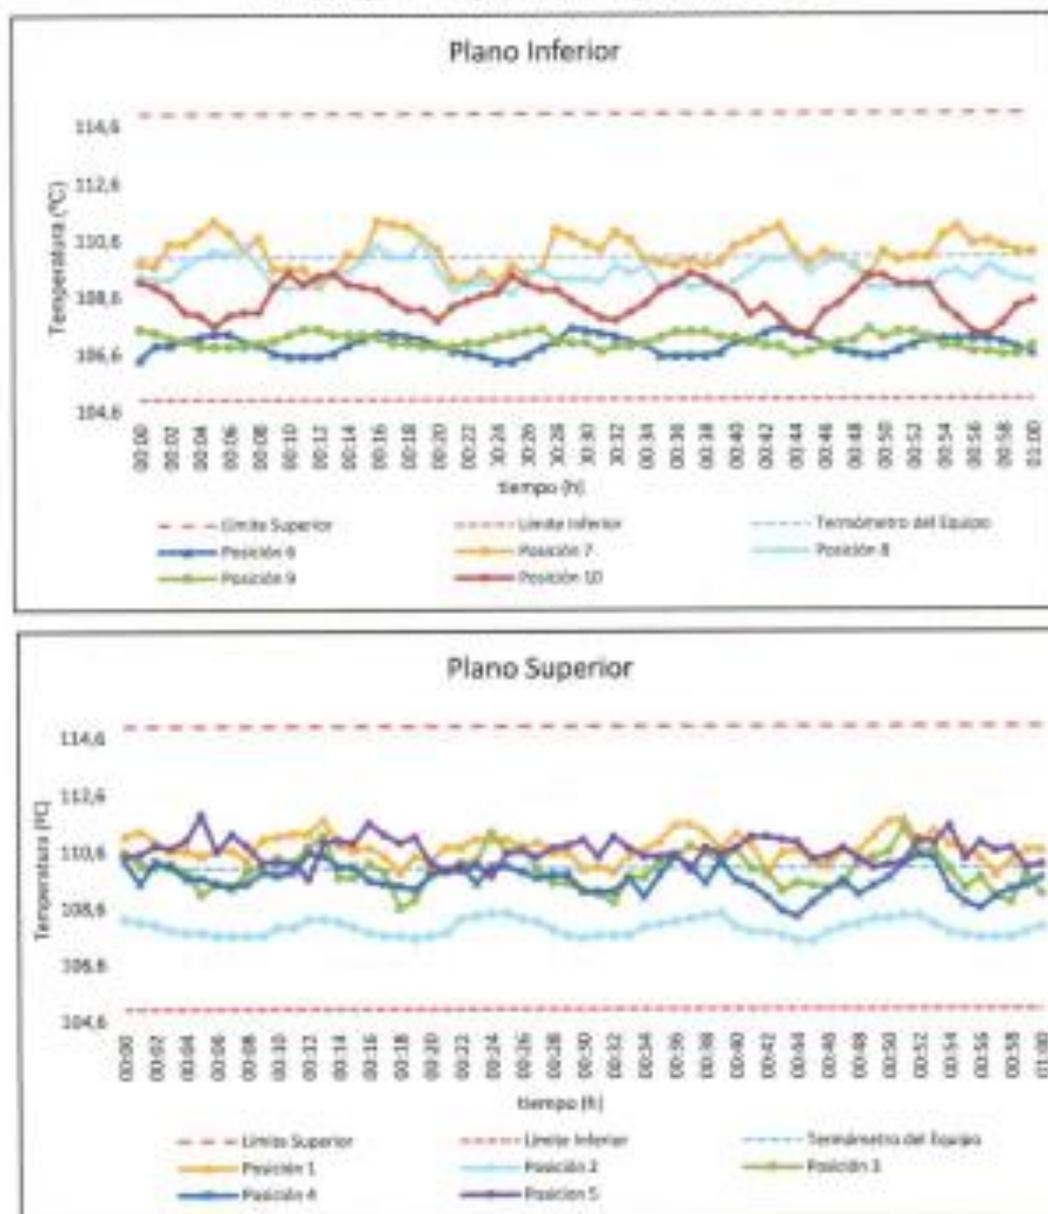 Plano Inferior
Temperatura (ºC)
114,6
112,6
110,6
108,6
106,6
104,6
00:00 00:02 00:04 00:06 00:08 00:10 00:12 00:14 00:16 00:18 00:20 00:22 00:24 00:26 00:28 00:30 00:32 00:34 00:36 00:38 00:40 00:42 00:44 00:46 00:48 00:50 00:52 00:54 00:56 00:58 01:00
tiempo (h)
Límite Superior Límite Inferior Termómetro del Equipo
Posición 6 Posición 7 Posición 8
Posición 9 Posición 10
Plano Superior
Temperatura (ºC)
114,6
112,6
110,6
108,6
106,6
104,6
00:00 00:02 00:04 00:06 00:08 00:10 00:12 00:14 00:16 00:18 00:20 00:22 00:24 00:26 00:28 00:30 00:32 00:34 00:36 00:38 00:40 00:42 00:44 00:46 00:48 00:50 00:52 00:54 00:56 00:58 01:00
tiempo (h)
Límite Superior Límite Inferior Termómetro del Equipo
Posición 1 Posición 2 Posición 3
Posición 4 Posicion 5